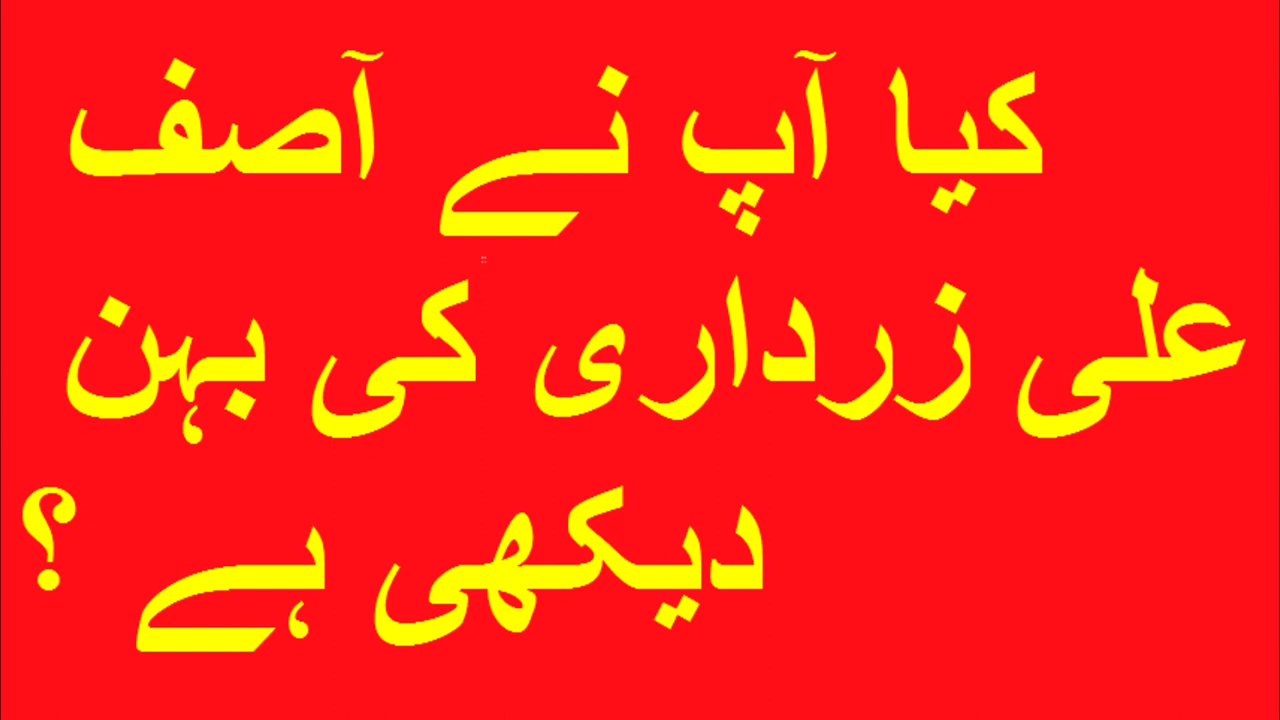 کیا آپ نے آصف
علی زرداری کی بہن
دیکھی ہے ؟